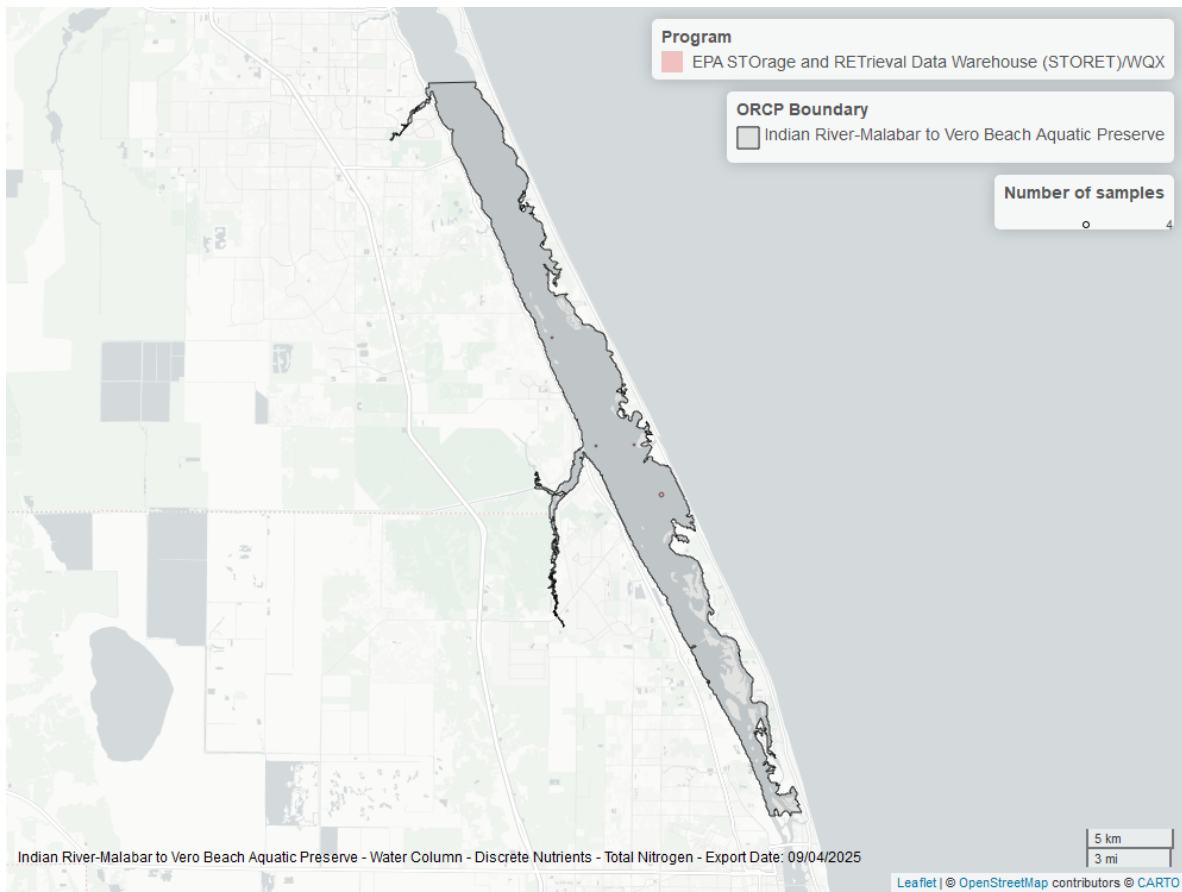 Program
EPA STOrage and RETrieval Data Warehouse (STORET)/WQX
ORCP Boundary
Indian River-Malabar to Vero Beach Aquatic Preserve
Number of samples
4
5 km
3 mi
Indian River-Malabar to Vero Beach Aquatic Preserve - Water Column - Discrete Nutrients - Total Nitrogen - Export Date: 09/04/2025
Leaflet | © OpenStreetMap contributors © CARTO